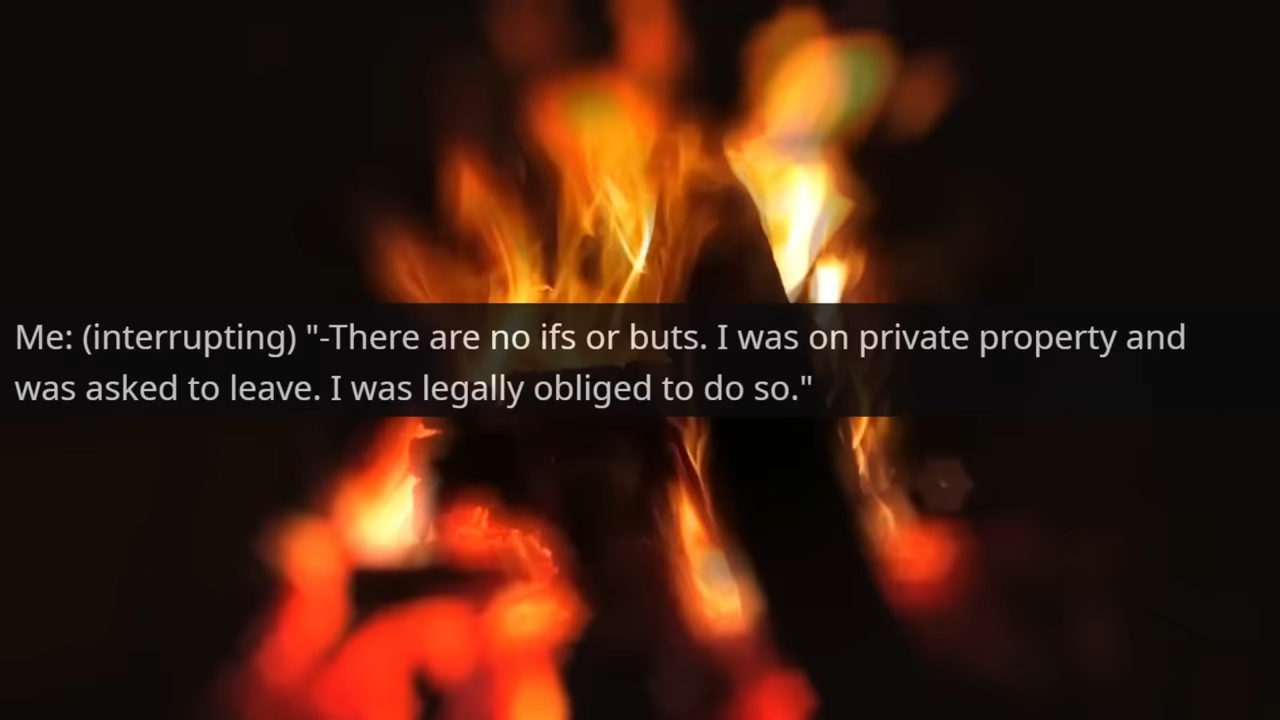 Me: (interrupting) "-There are no ifs or buts. I was on private property and
was asked to leave. I was legally obliged to do so."